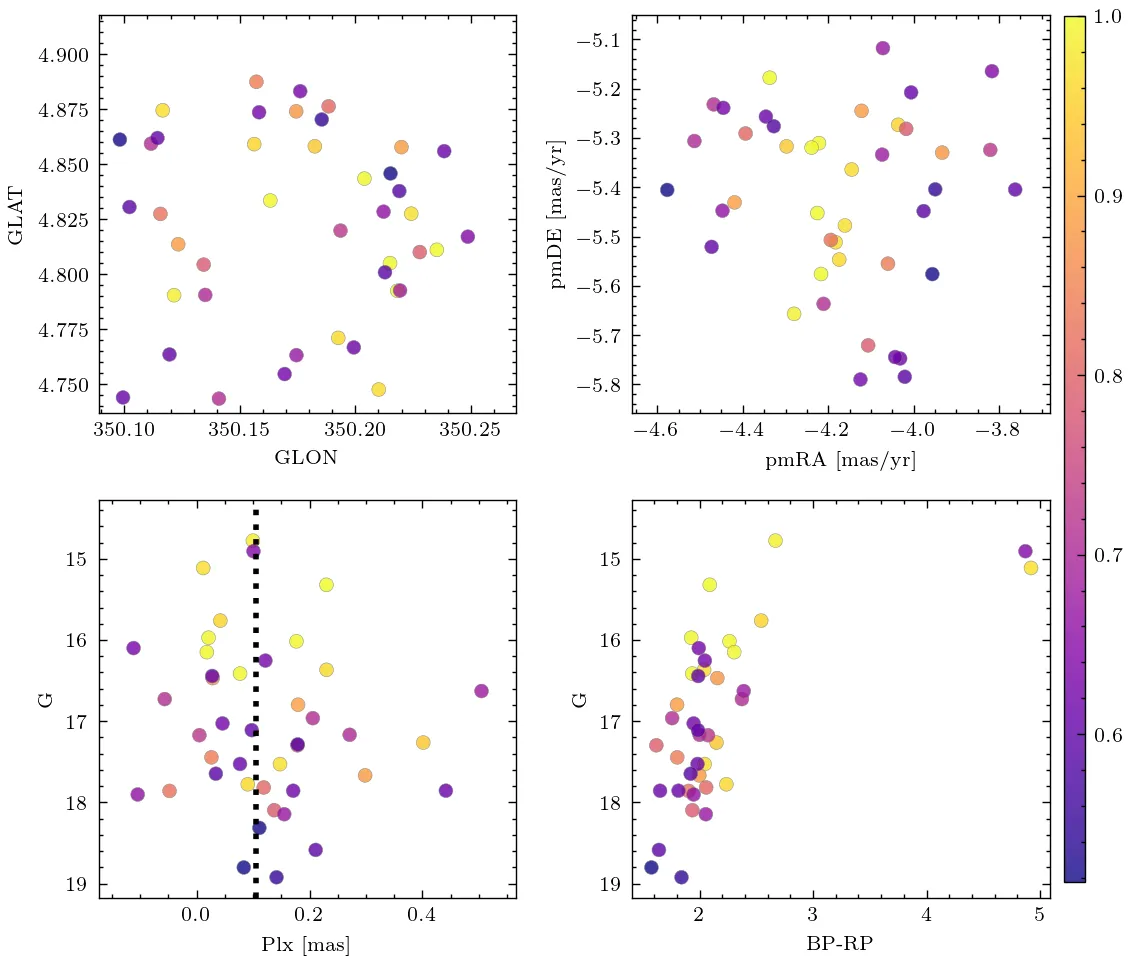 4.900
4.875
4.850
4.825
4.800
4.775
4.750
GLAT
350.10 350.15 350.20 350.25
GLON
−5.1
−5.2
−5.3
−5.4
−5.5
−5.6
−5.7
−5.8
pmDE [mas/yr]
−4.6 −4.4 −4.2 −4.0 −3.8
pmRA [mas/yr]
1.0
0.9
0.8
0.7
0.6
15
16
17
18
19
G
0.0 0.2 0.4
Plx [mas]
15
16
17
18
19
G
2 3 4 5
BP-RP